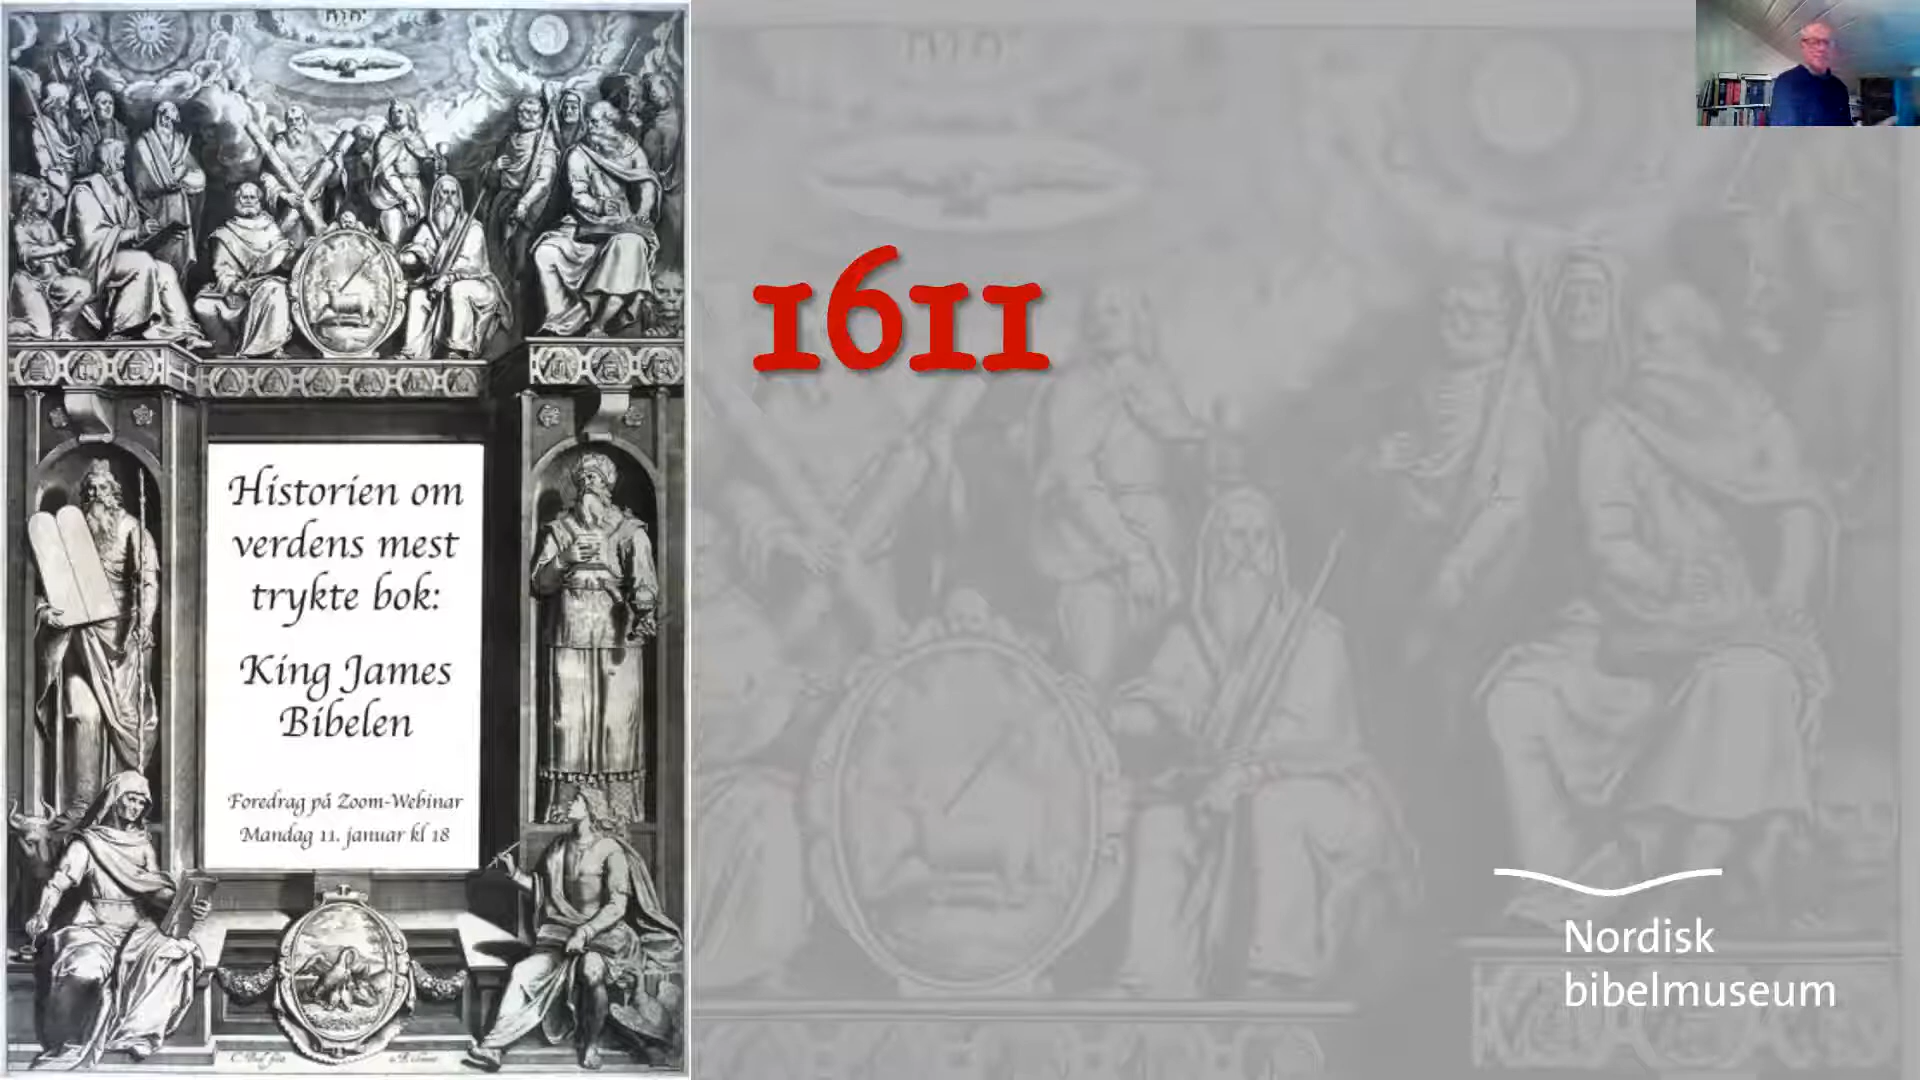 Historien om
verdens mest
trykte bok:
King James
Bibelen
Foredrag på Zoom-Webinar
Mandag 11. januar kl 18
1611
Nordisk
bibelmuseum